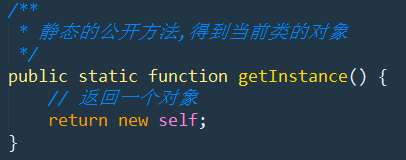 /**
 * 静态的公开方法,得到当前类的对象
 */
public static function getInstance() {
    // 返回一个对象
    return new self;
}